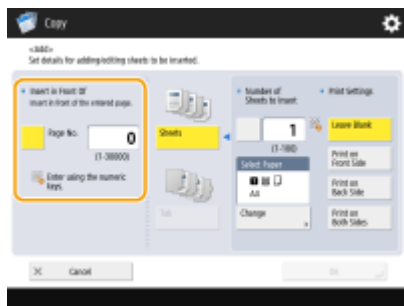 Copy
<Add>
Set details for adding/editing sheets to be inserted.
Insert in Front Of
Insert in front of the entered page.
Page No.
0
(1-30000)
Enter using the numeric
keys.
Sheets
Tab
Number of
Sheets to Insert
1
(1-100)
Select Paper
1
A4
Change
Print Settings
Leave Blank
Print on
Front Side
Print on
Back Side
Print on
Both Sides
Cancel
OK